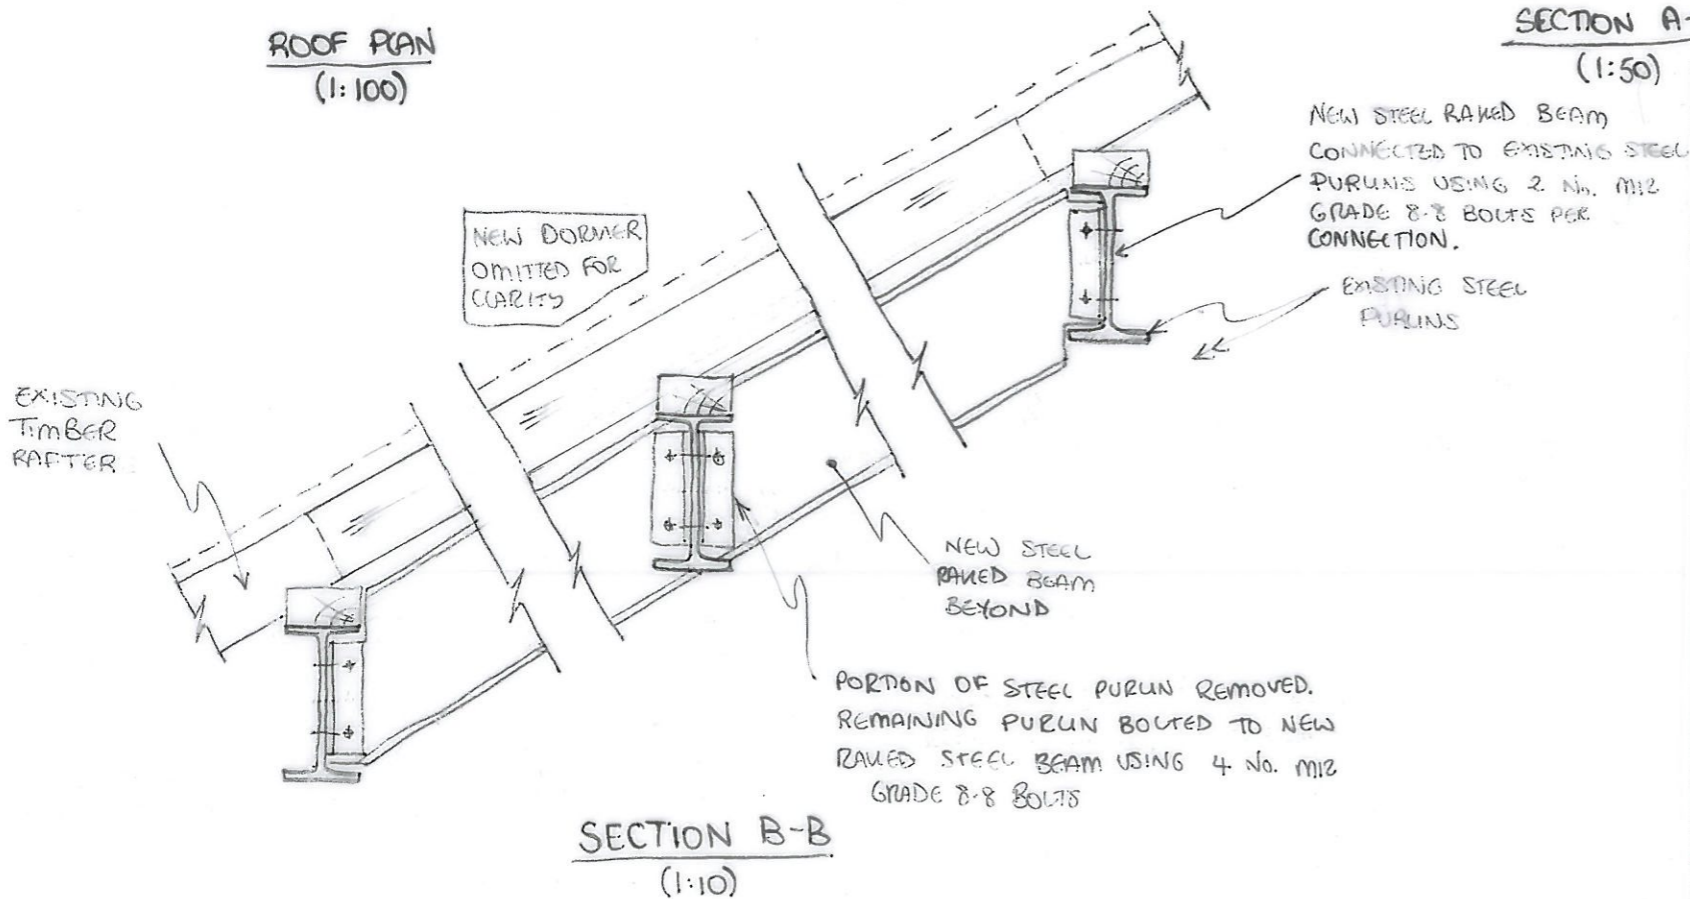 ROOF PLAN
(1:100)
SECTION A-
(1:50)
NEW STEEL RAKED BEAM
CONNECTED TO EXISTING STEEL
PURLINS USING 2 No. M12
GRADE 8.8 BOLTS PER
CONNECTION.
EXISTING STEEL
PURLINS
NEW DORMER
OMITTED FOR
CLARITY
EXISTING
TIMBER
RAFTER
NEW STEEL
RAKED BEAM
BEYOND
PORTION OF STEEL PURLIN REMOVED.
REMAINING PURLIN BOLTED TO NEW
RAKED STEEL BEAM USING 4 No. M12
GRADE 8.8 BOLTS
SECTION B-B
(1:10)